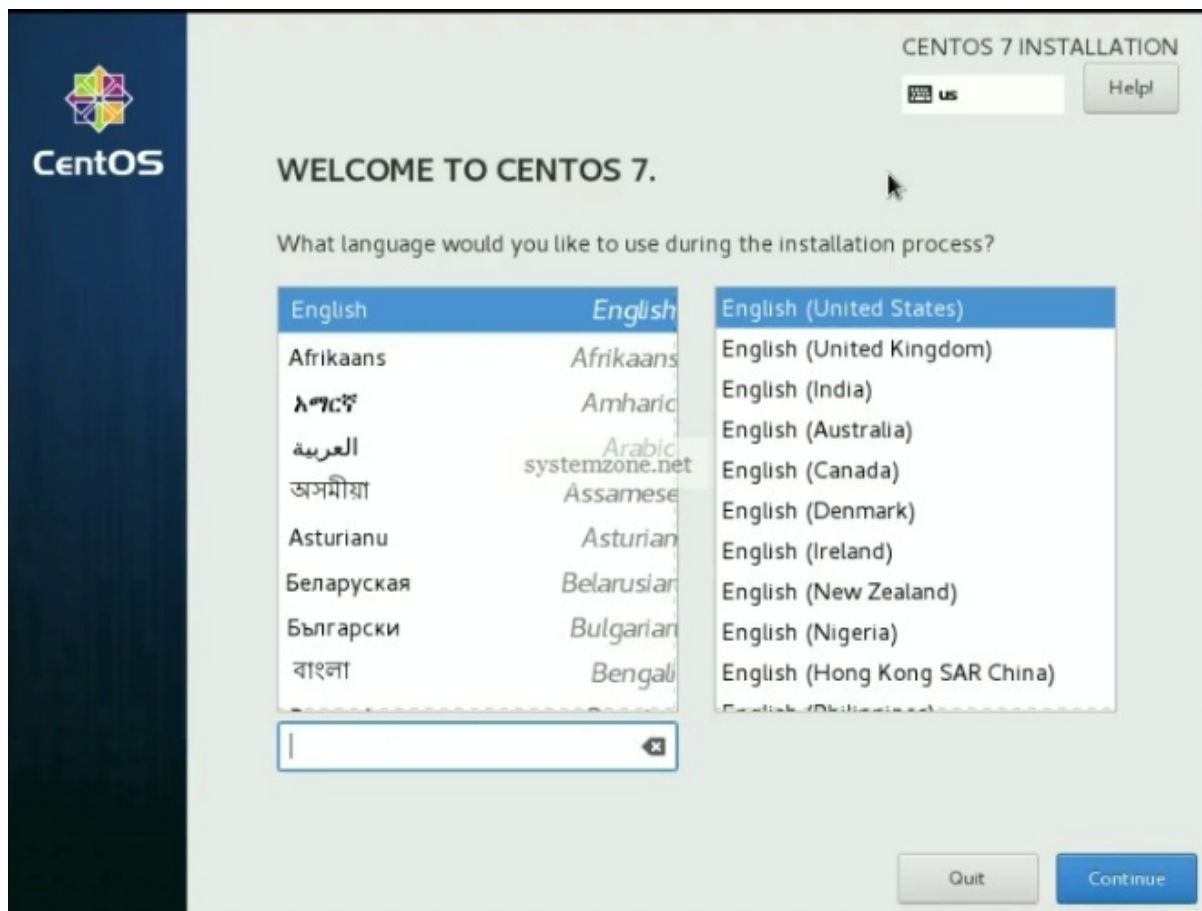 CENTOS 7 INSTALLATION
us
Help!
CentOS
WELCOME TO CENTOS 7.
What language would you like to use during the installation process?
English English
Afrikaans Afrikaans
አማርኛ Amharic
العربية Arabic
অসমীয়া Assamese
Asturianu Asturian
Беларуская Belarusian
Български Bulgarian
বাংলা Bengali
English (United States)
English (United Kingdom)
English (India)
English (Australia)
English (Canada)
English (Denmark)
English (Ireland)
English (New Zealand)
English (Nigeria)
English (Hong Kong SAR China)
English (Philippines)
systemzone.net
Quit
Continue